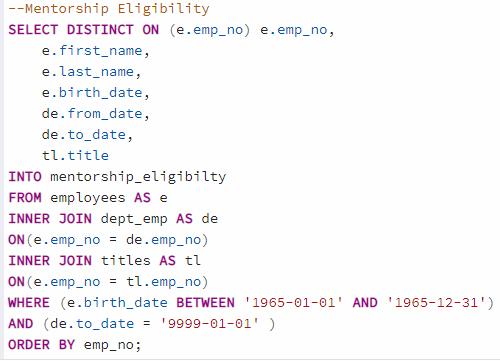 --Mentorship Eligibility
SELECT DISTINCT ON (e.emp_no) e.emp_no,
    e.first_name,
    e.last_name,
    e.birth_date,
    de.from_date,
    de.to_date,
    tl.title
INTO mentorship_eligibilty
FROM employees AS e
INNER JOIN dept_emp AS de
ON(e.emp_no = de.emp_no)
INNER JOIN titles AS tl
ON(e.emp_no = tl.emp_no)
WHERE (e.birth_date BETWEEN '1965-01-01' AND '1965-12-31')
AND (de.to_date = '9999-01-01' )
ORDER BY emp_no;